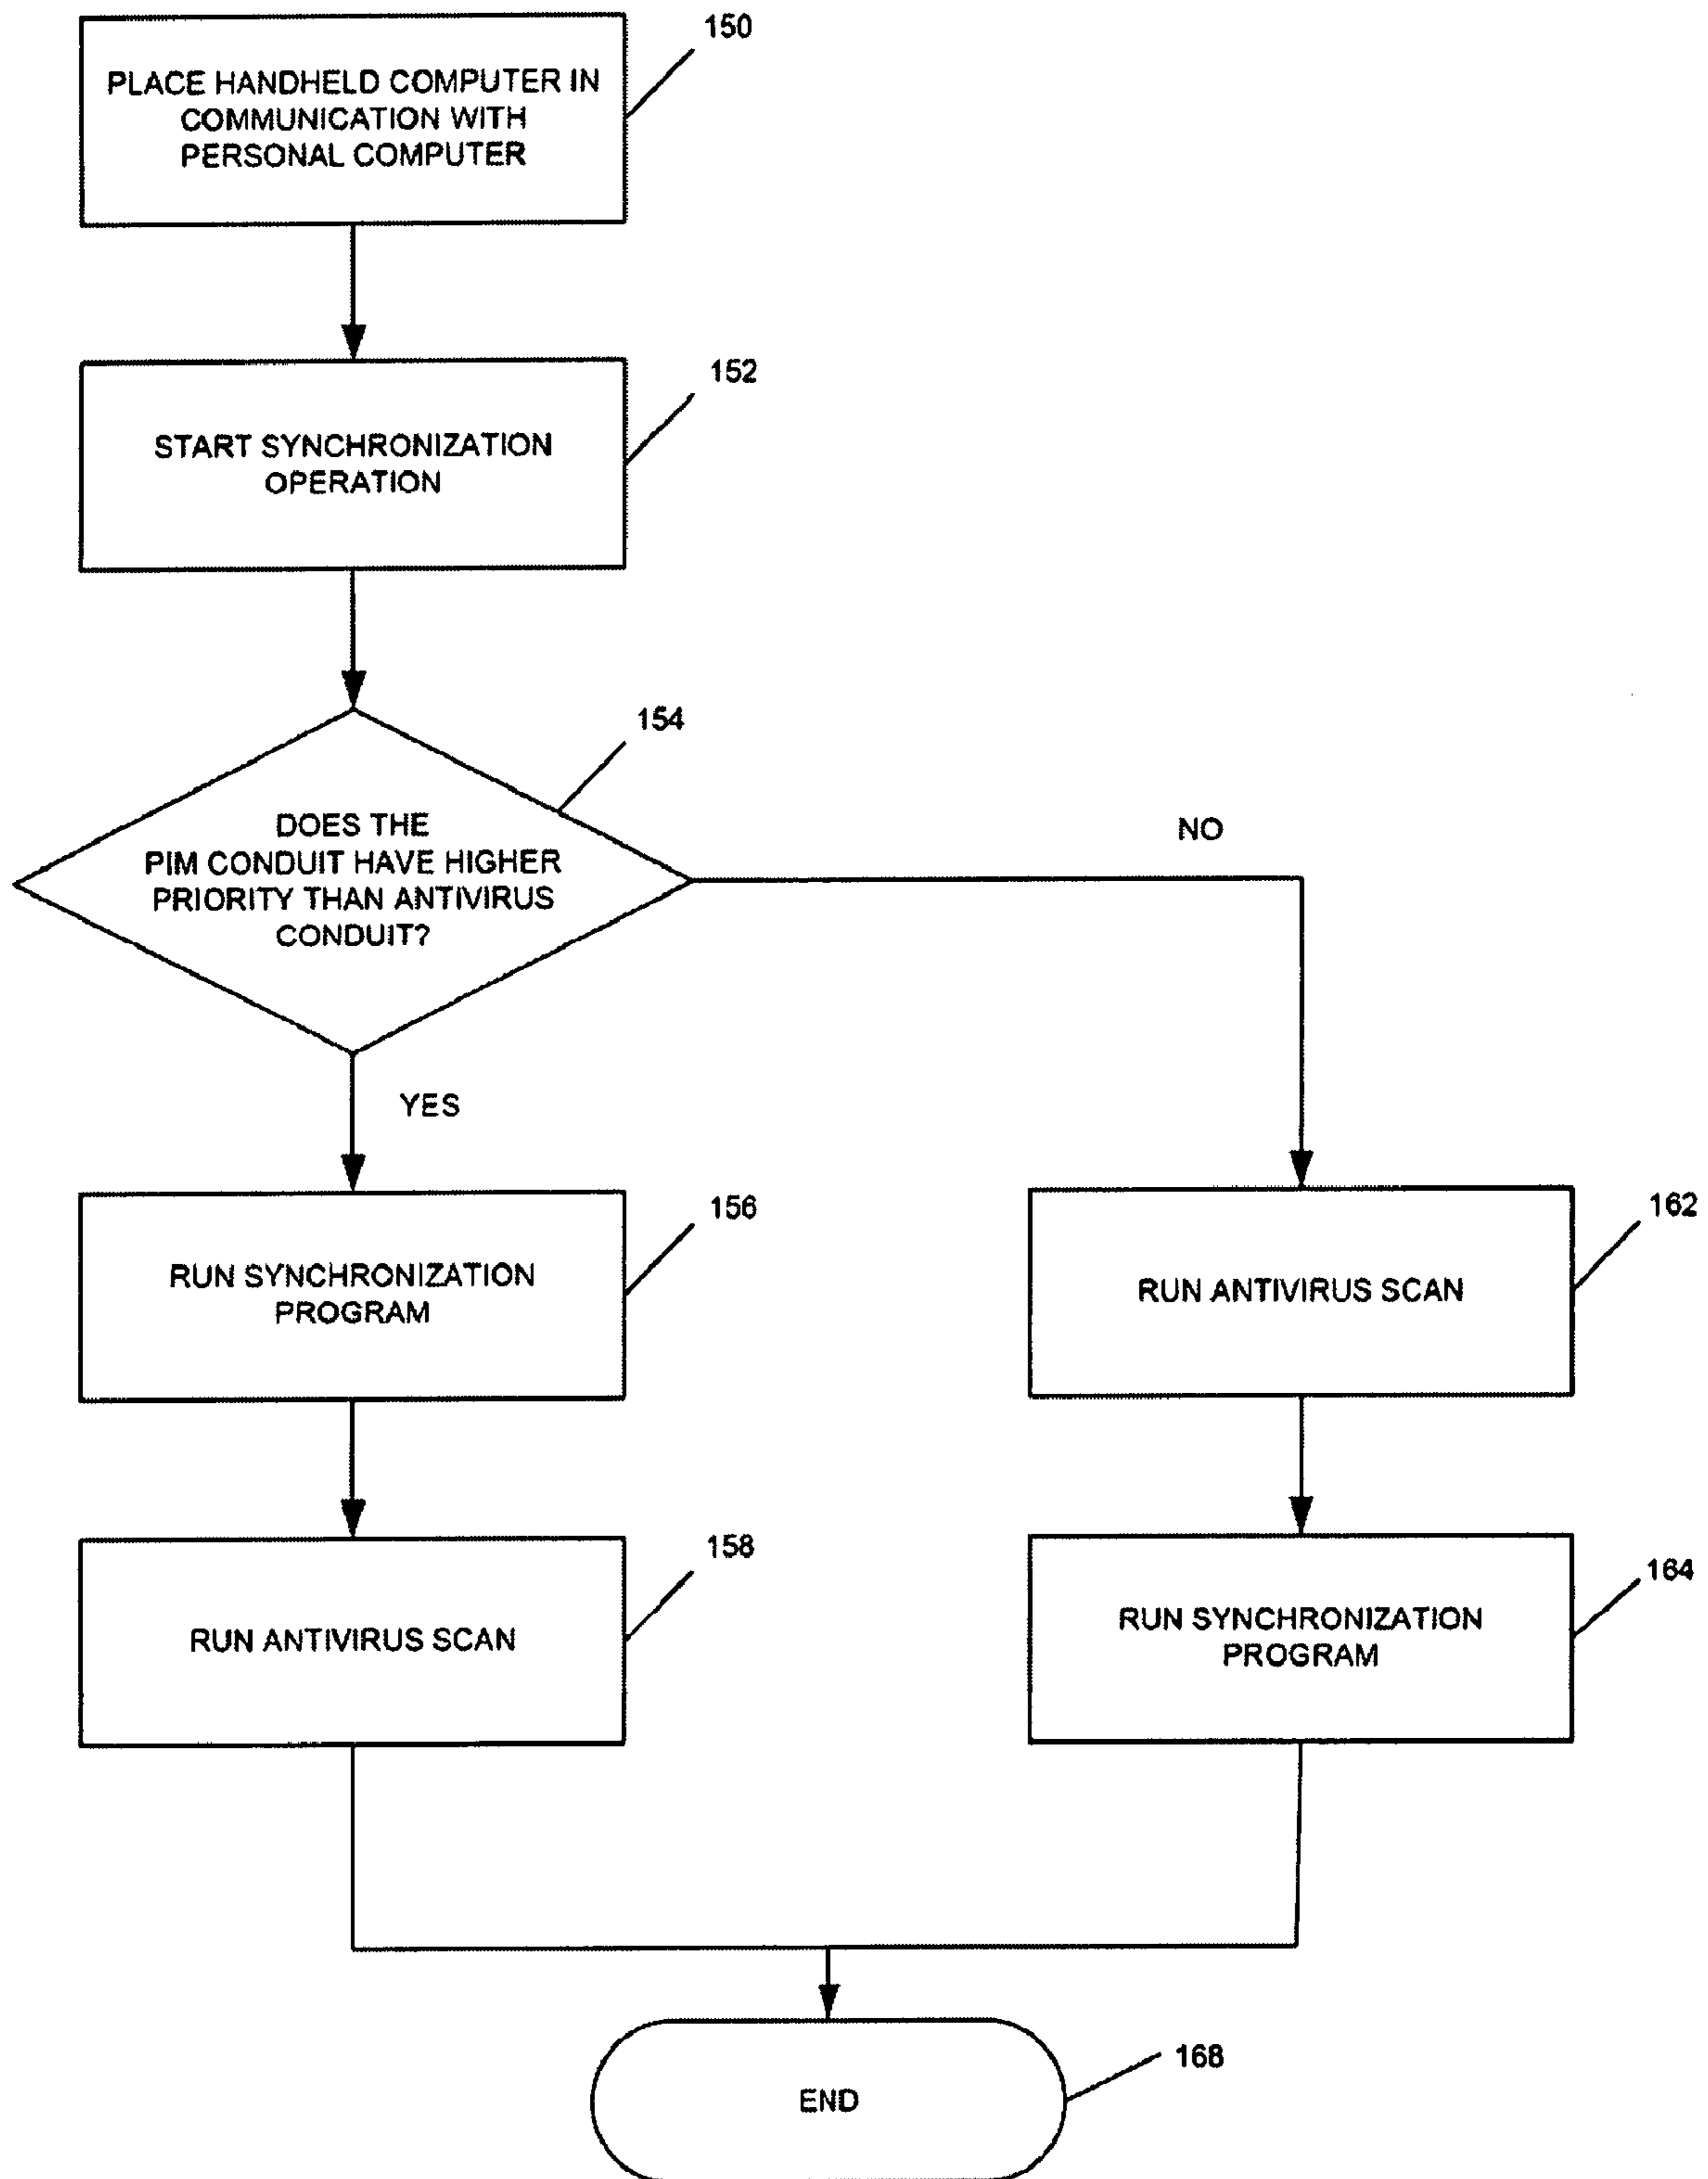 150
PLACE HANDHELD COMPUTER IN
COMMUNICATION WITH
PERSONAL COMPUTER
152
START SYNCHRONIZATION
OPERATION
154
DOES THE
PIM CONDUIT HAVE HIGHER
PRIORITY THAN ANTIVIRUS
CONDUIT?
NO
YES
156
RUN SYNCHRONIZATION
PROGRAM
162
RUN ANTIVIRUS SCAN
158
RUN ANTIVIRUS SCAN
164
RUN SYNCHRONIZATION
PROGRAM
168
END